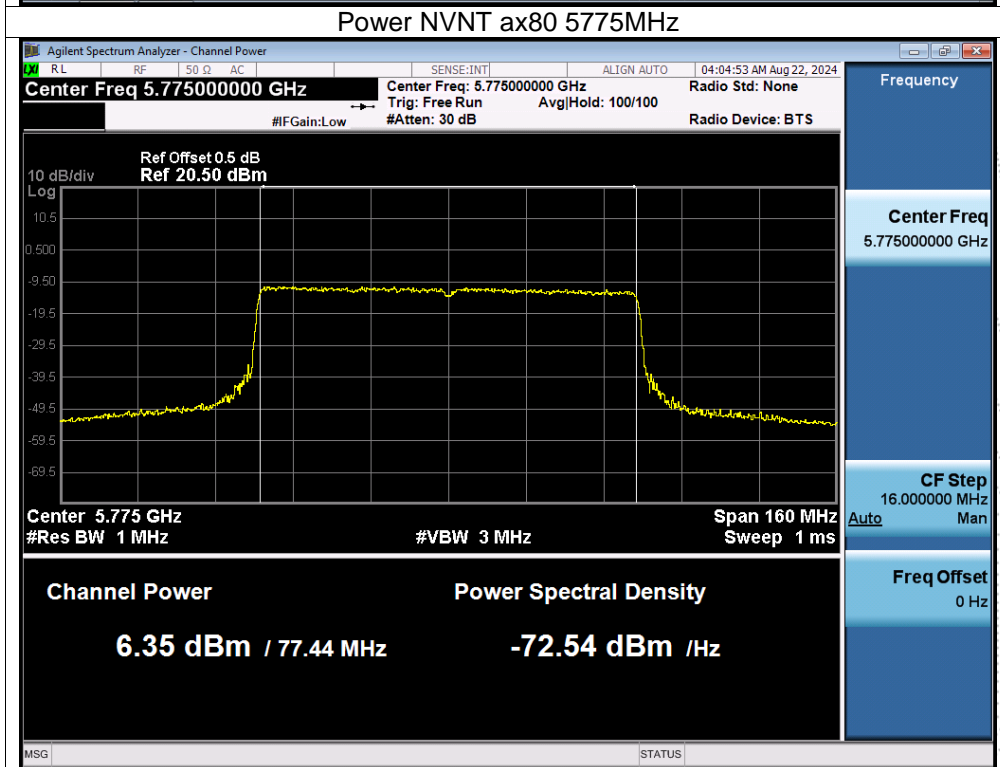 Power NVNT ax80 5775MHz
Agilent Spectrum Analyzer - Channel Power
LXI RL RF 50 Ω AC SENSE:INT ALIGN AUTO 04:04:53 AM Aug 22, 2024
Center Freq 5.775000000 GHz
Center Freq: 5.775000000 GHz Radio Std: None
Trig: Free Run Avg|Hold: 100/100
#IFGain:Low #Atten: 30 dB Radio Device: BTS
Frequency
Ref Offset 0.5 dB
10 dB/div Ref 20.50 dBm
Log
10.5
0.500
-9.50
-19.5
-29.5
-39.5
-49.5
-59.5
-69.5
Center 5.775 GHz Span 160 MHz
#Res BW 1 MHz #VBW 3 MHz Sweep 1 ms
Center Freq
5.775000000 GHz
CF Step
16.000000 MHz
Auto Man
Freq Offset
0 Hz
Channel Power Power Spectral Density
6.35 dBm / 77.44 MHz -72.54 dBm /Hz
MSG STATUS